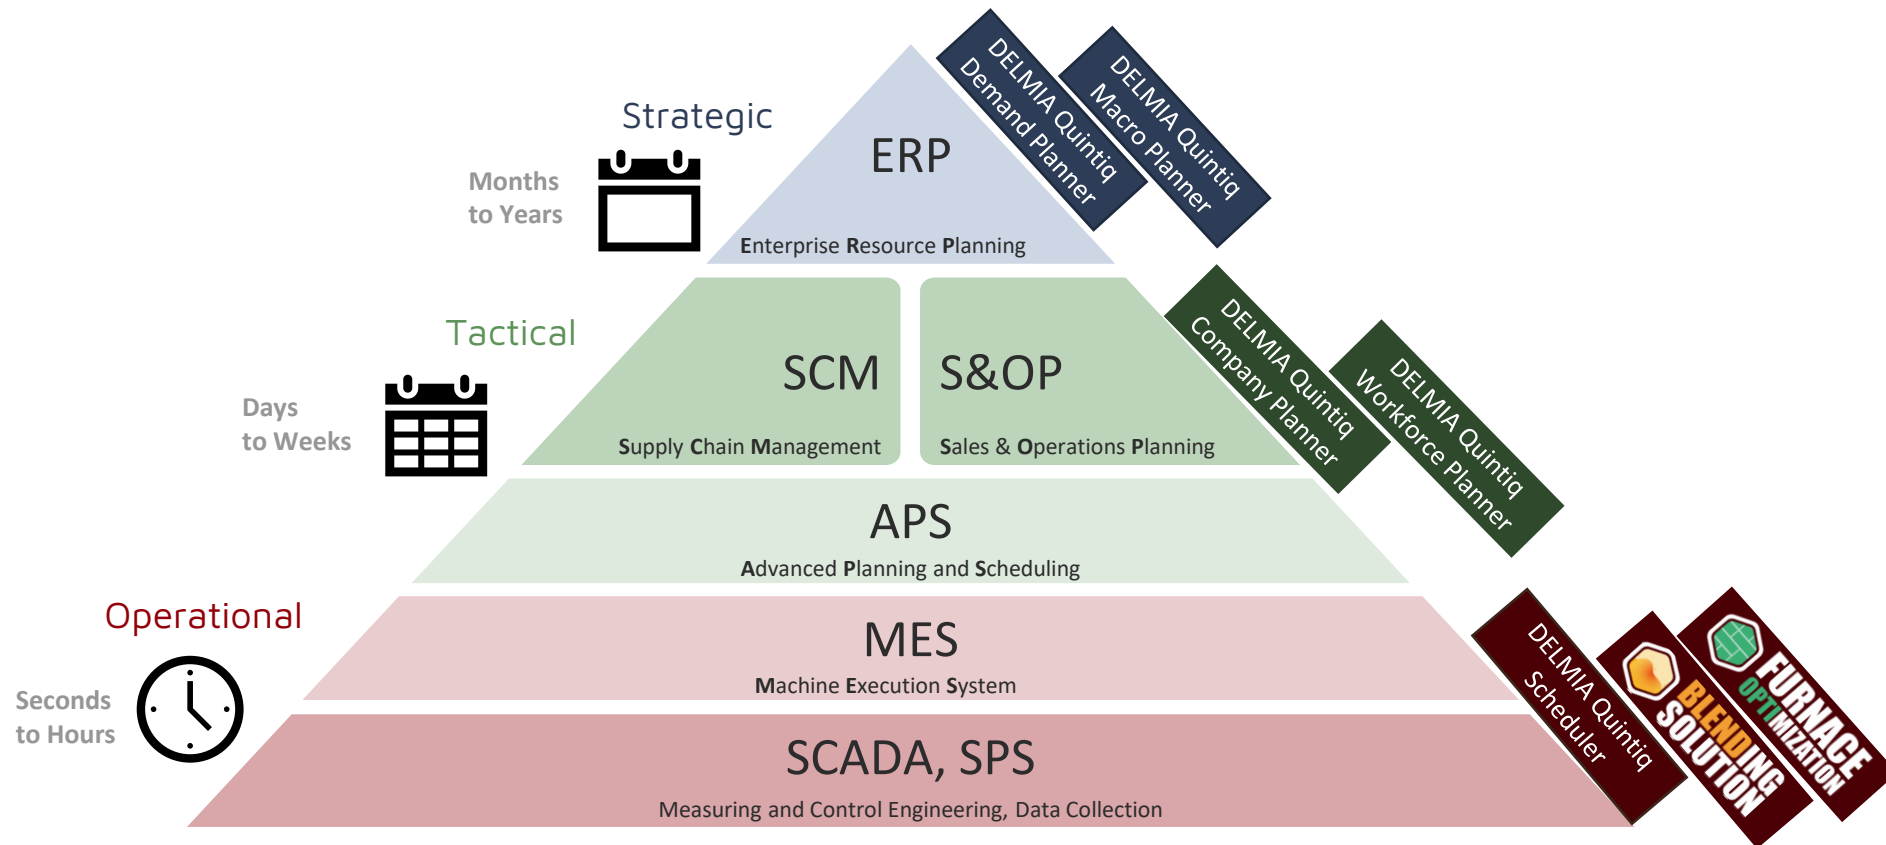 Strategic
Months
to Years
ERP
Enterprise Resource Planning
DELMIA Quintiq
Demand Planner
DELMIA Quintiq
Macro Planner
Tactical
Days
to Weeks
SCM
Supply Chain Management
S&OP
Sales & Operations Planning
DELMIA Quintiq
Company Planner
DELMIA Quintiq
Workforce Planner
APS
Advanced Planning and Scheduling
Operational
Seconds
to Hours
MES
Machine Execution System
SCADA, SPS
Measuring and Control Engineering, Data Collection
DELMIA Quintiq
Scheduler
BLENDING
SOLUTION
FURNACE
OPTIMIZATION